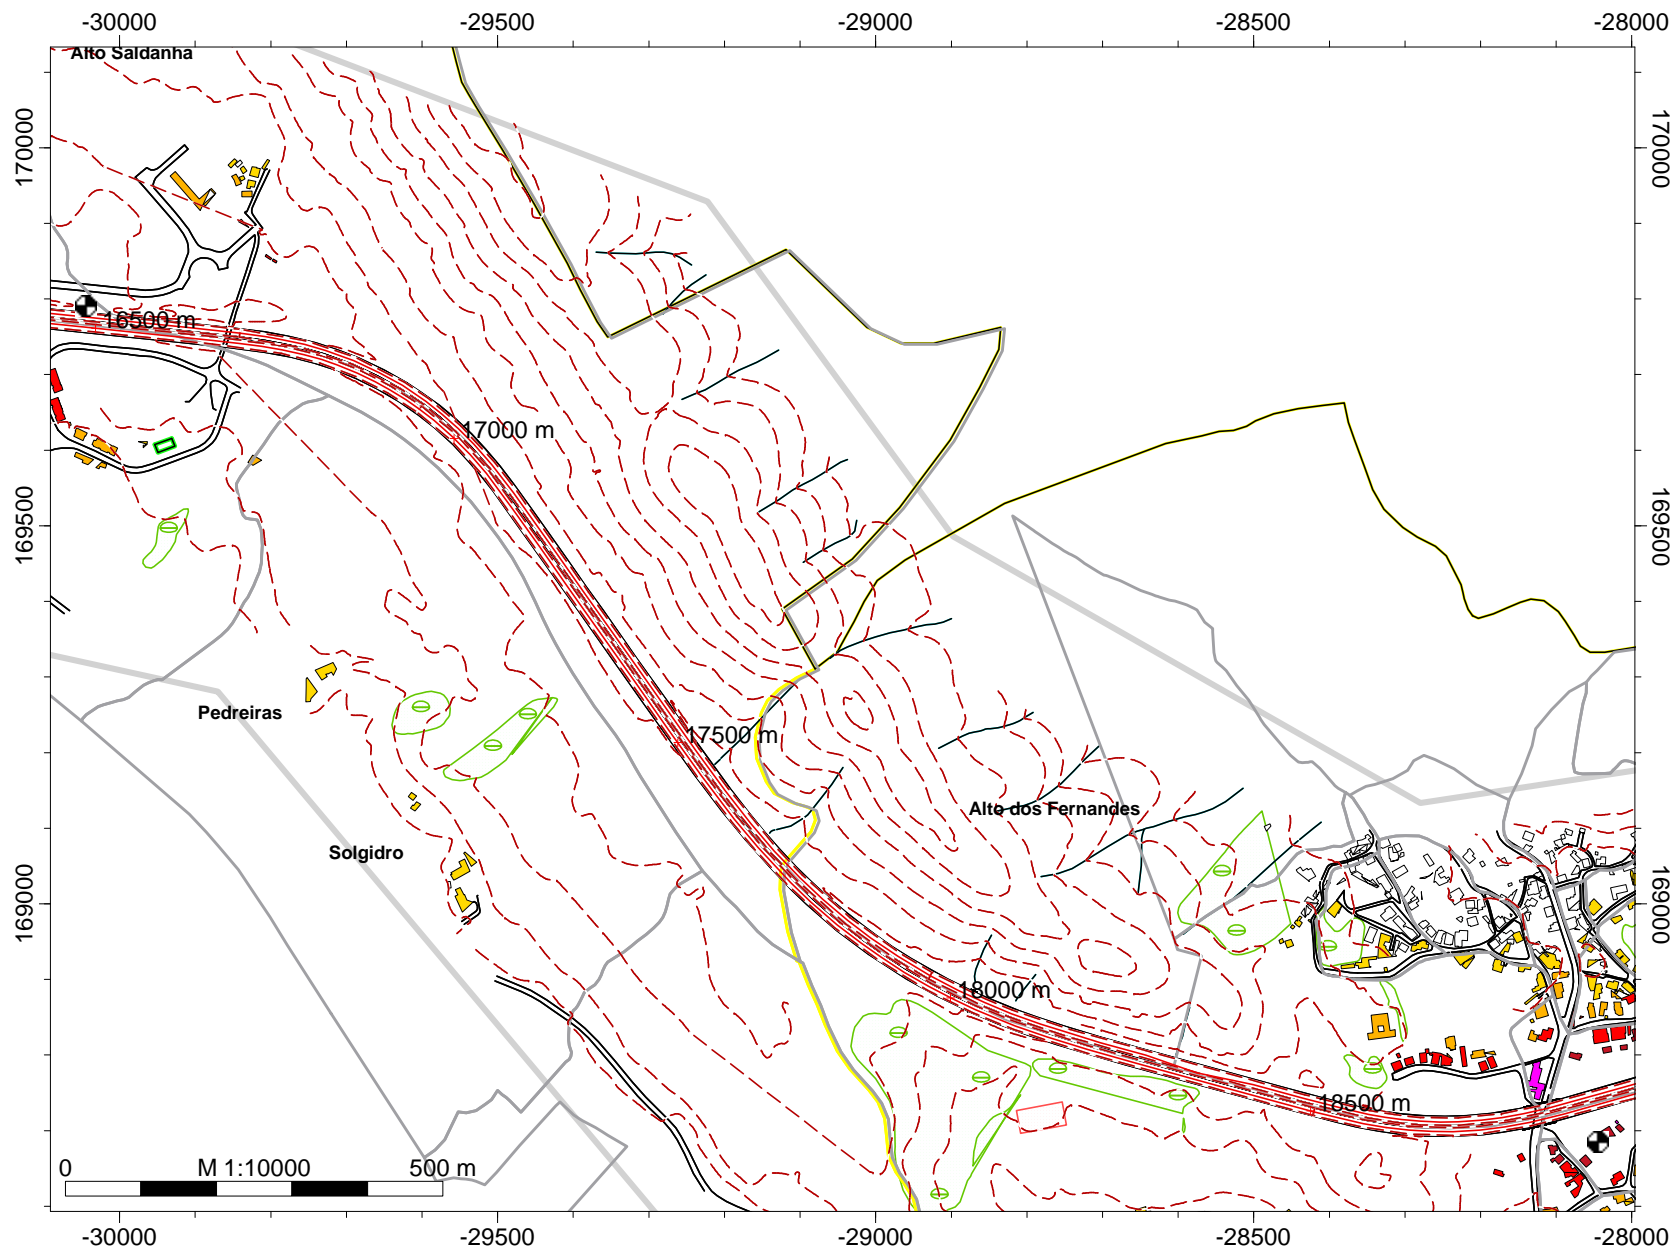 -30000 -29500 -29000 -28500 -28000
Alto Saldanha
170000 170000
16500 m
17000 m
169500 169500
Pedreiras
17500 m
Alto dos Fernandes
Solgidro
169000 169000
18000 m
18500 m
0 M 1:10000 500 m
-30000 -29500 -29000 -28500 -28000